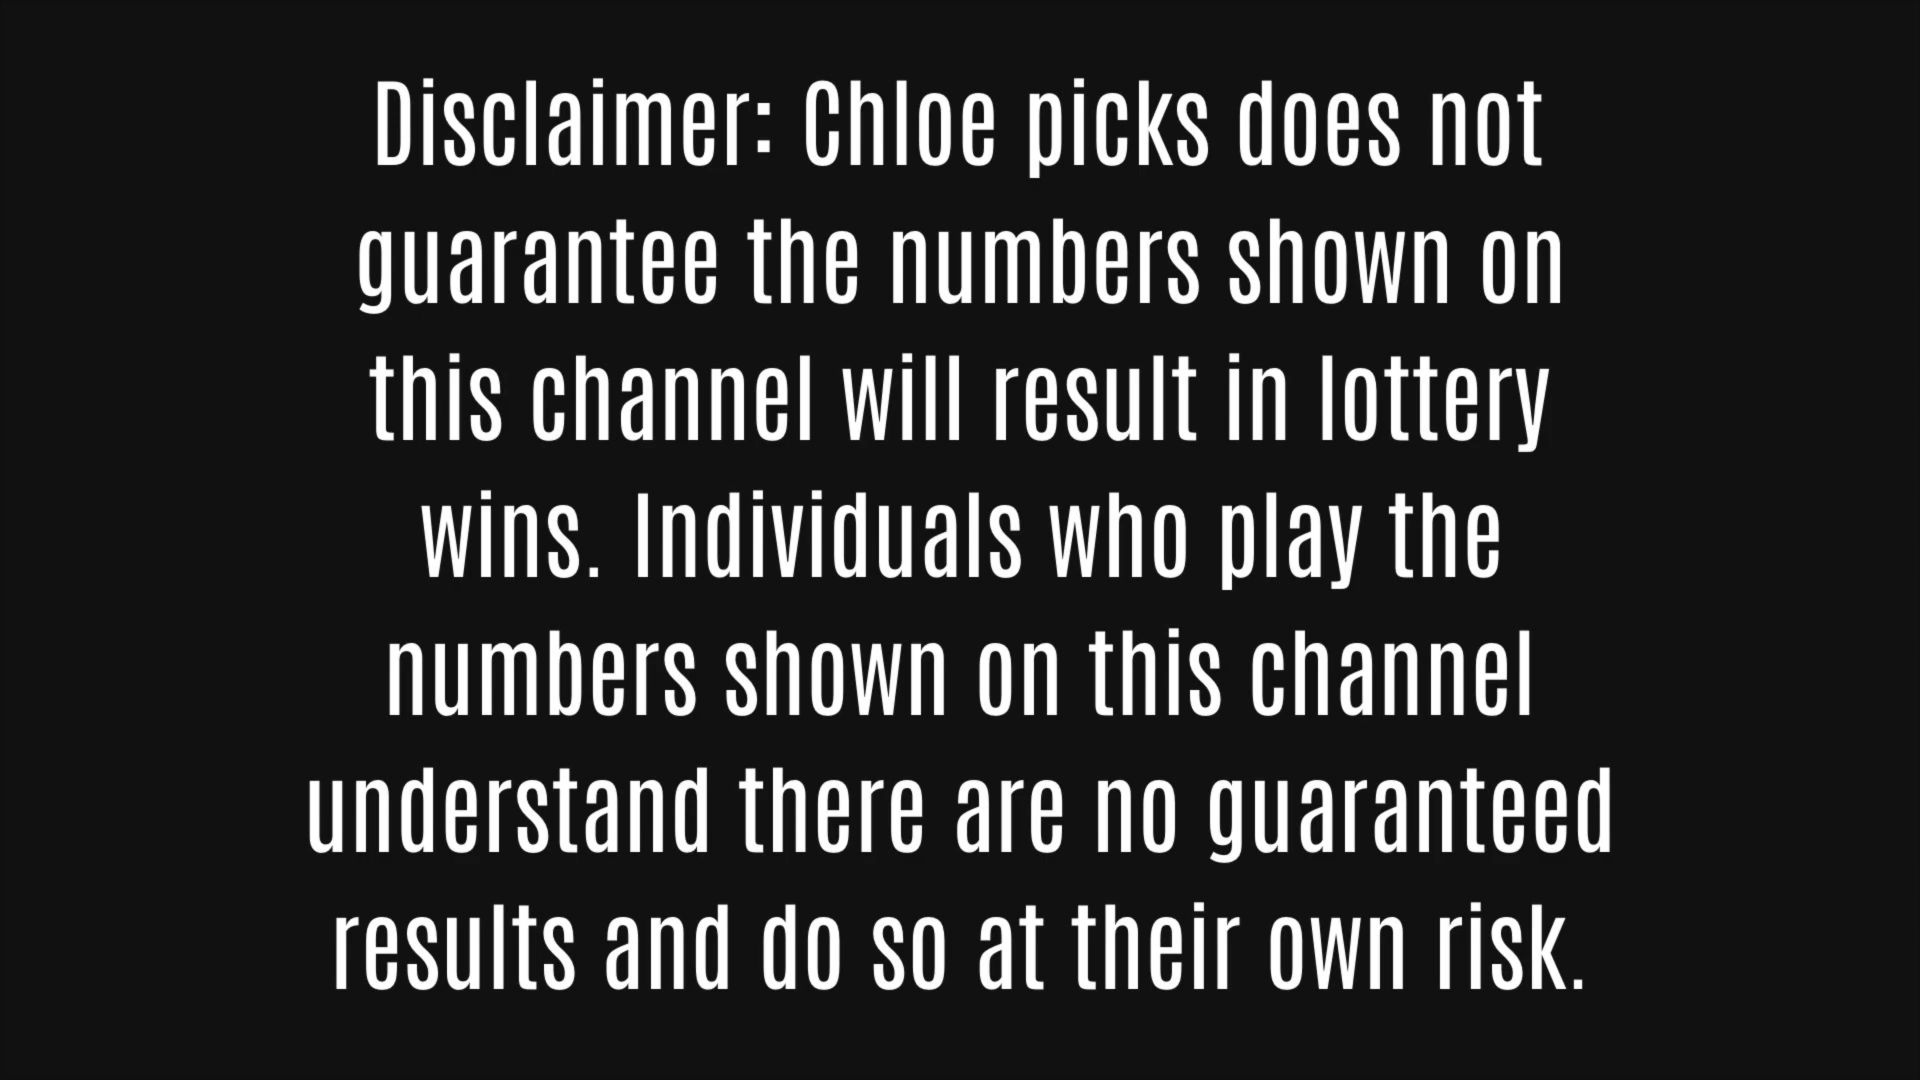 Disclaimer: Chloe picks does not
guarantee the numbers shown on
this channel will result in lottery
wins. Individuals who play the
numbers shown on this channel
understand there are no guaranteed
results and do so at their own risk.